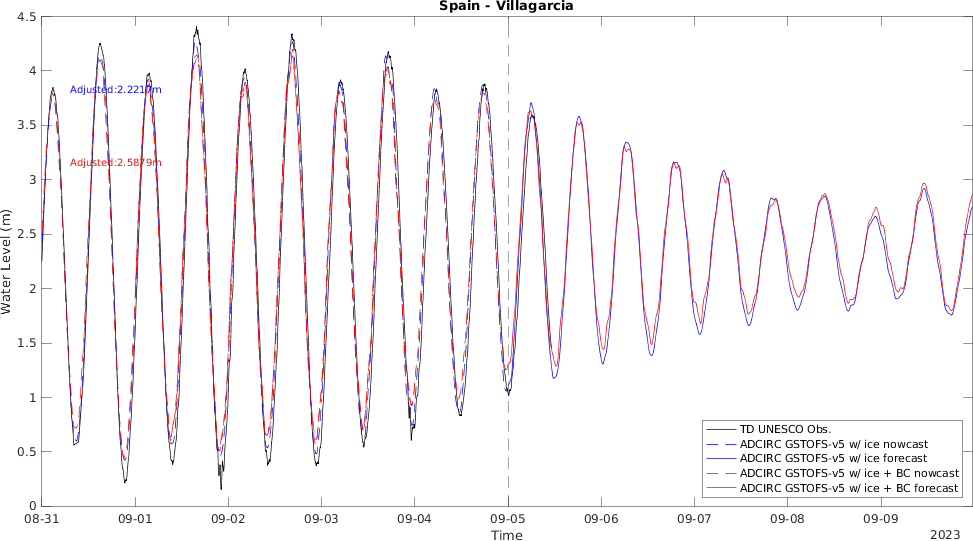 Spain - Villagarcia
4.5
4
3.5
3
2.5
2
1.5
1
0.5
0
Water Level (m)
Adjusted:2.2217m
Adjusted:2.5879m
TD UNESCO Obs.
ADCIRC GSTOFS-v5 w/ ice nowcast
ADCIRC GSTOFS-v5 w/ ice forecast
ADCIRC GSTOFS-v5 w/ ice + BC nowcast
ADCIRC GSTOFS-v5 w/ ice + BC forecast
08-31 09-01 09-02 09-03 09-04 09-05 09-06 09-07 09-08 09-09
Time
2023